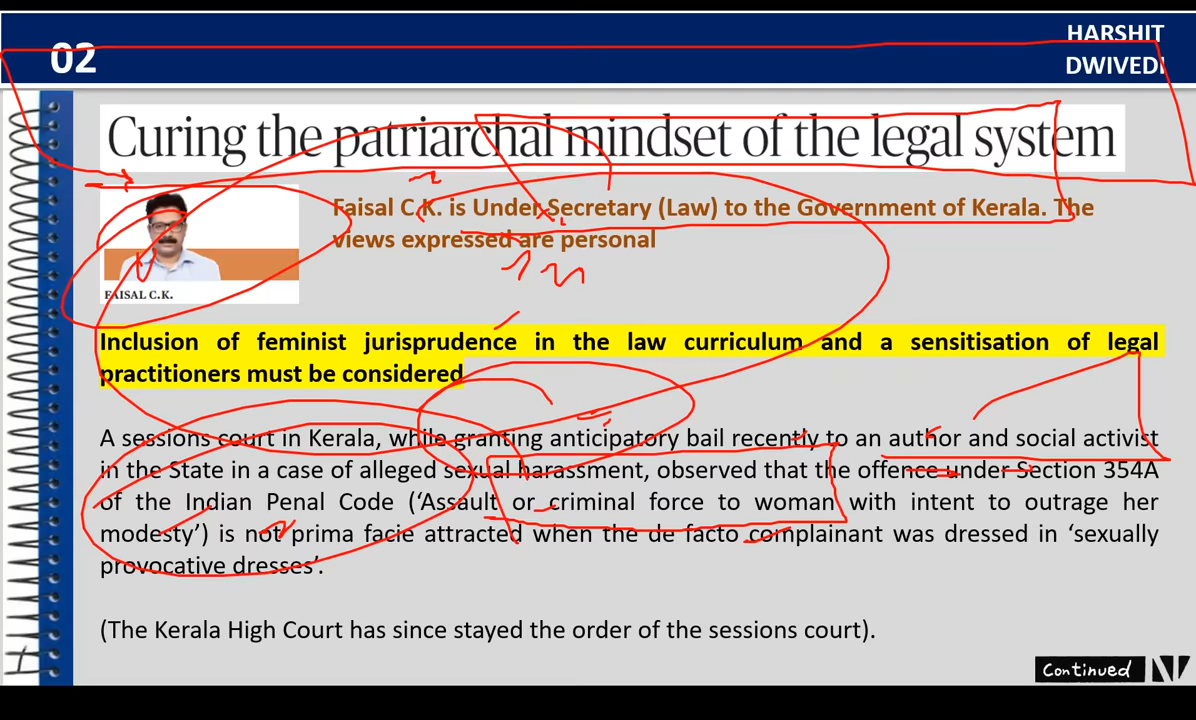 HARSHIT
02
DWIVEDI
Curing the patriarchal mindset of the legal system
Faisal C.K. is Under Secretary (Law) to the Government of Kerala. The
views expressed are personal
FAISAL C.K.
Inclusion of feminist jurisprudence in the law curriculum and a sensitisation of legal
practitioners must be considered
A sessions court in Kerala, while granting anticipatory bail recently to an author and social activist
in the State in a case of alleged sexual harassment, observed that the offence under Section 354A
of the Indian Penal Code (‘Assault or criminal force to woman with intent to outrage her
modesty’) is not prima facie attracted when the de facto complainant was dressed in ‘sexually
provocative dresses’.
(The Kerala High Court has since stayed the order of the sessions court).
Continued